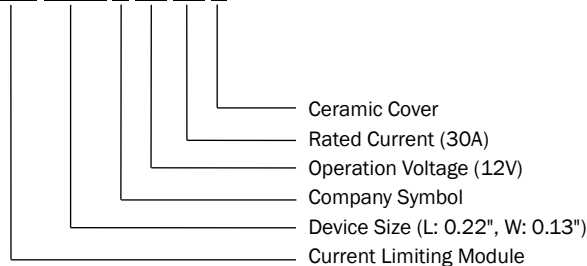 Ceramic Cover
Rated Current (30A)
Operation Voltage (12V)
Company Symbol
Device Size (L: 0.22", W: 0.13")
Current Limiting Module